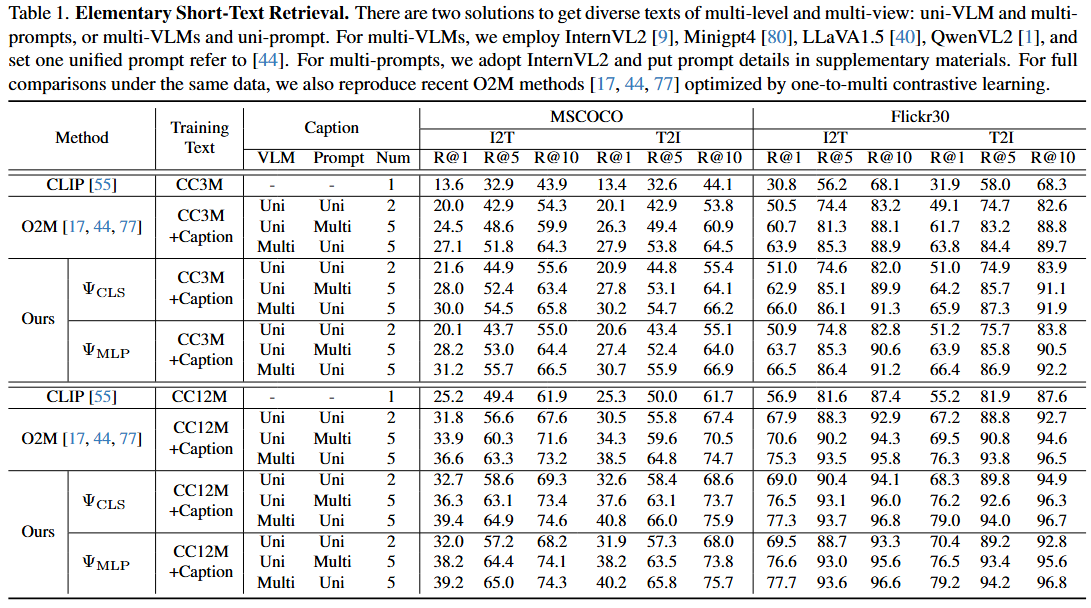 Table 1. Elementary Short-Text Retrieval. There are two solutions to get diverse texts of multi-level and multi-view: uni-VLM and multi-
prompts, or multi-VLMs and uni-prompt. For multi-VLMs, we employ InternVL2 [9], Minigpt4 [80], LLaVA1.5 [40], QwenVL2 [1], and
set one unified prompt refer to [44]. For multi-prompts, we adopt InternVL2 and put prompt details in supplementary materials. For full
comparisons under the same data, we also reproduce recent O2M methods [17, 44, 77] optimized by one-to-multi contrastive learning.
Method Training Text Caption MSCOCO Flickr30
I2T T2I I2T T2I
VLM Prompt Num R@1 R@5 R@10 R@1 R@5 R@10 R@1 R@5 R@10 R@1 R@5 R@10
CLIP [55] CC3M - - 1 13.6 32.9 43.9 13.4 32.6 44.1 30.8 56.2 68.1 31.9 58.0 68.3
O2M [17, 44, 77] CC3M +Caption Uni Uni 2 20.0 42.9 54.3 20.1 42.9 53.8 50.5 74.4 83.2 49.1 74.7 82.6
Uni Multi 5 24.5 48.6 59.9 26.3 49.4 60.9 60.7 81.3 88.1 61.7 83.2 88.8
Multi Uni 5 27.1 51.8 64.3 27.9 53.8 64.5 63.9 85.3 88.9 63.8 84.4 89.7
Ours Ψ_CLS CC3M +Caption Uni Uni 2 21.6 44.9 55.6 20.9 44.8 55.4 51.0 74.6 82.0 51.0 74.9 83.9
Uni Multi 5 28.0 52.4 63.4 27.8 53.1 64.1 62.9 85.1 89.9 64.2 85.7 91.1
Multi Uni 5 30.0 54.5 65.8 30.2 54.7 66.2 66.0 86.1 91.3 65.9 87.3 91.9
Ψ_MLP CC3M +Caption Uni Uni 2 20.1 43.7 55.0 20.6 43.4 55.1 50.9 74.8 82.8 51.2 75.7 83.8
Uni Multi 5 28.2 53.0 64.4 27.4 52.4 64.0 63.7 85.3 90.6 63.9 85.8 90.5
Multi Uni 5 31.2 55.7 66.5 30.7 55.9 66.9 66.5 86.4 91.2 66.4 86.9 92.2
CLIP [55] CC12M - - 1 25.2 49.4 61.9 25.3 50.0 61.7 56.9 81.6 87.4 55.2 81.9 87.6
O2M [17, 44, 77] CC12M +Caption Uni Uni 2 31.8 56.6 67.6 30.5 55.8 67.4 67.9 88.3 92.9 67.2 88.8 92.7
Uni Multi 5 33.9 60.3 71.6 34.3 59.6 70.5 70.6 90.2 94.3 69.5 90.8 94.6
Multi Uni 5 36.6 63.3 73.2 38.5 64.8 74.7 75.3 93.5 95.8 76.3 93.8 96.5
Ours Ψ_CLS CC12M +Caption Uni Uni 2 32.7 58.6 69.3 32.6 58.4 68.6 69.0 90.4 94.1 68.3 89.8 94.9
Uni Multi 5 36.3 63.1 73.4 37.6 63.1 73.7 76.5 93.1 96.0 76.2 92.6 96.3
Multi Uni 5 39.4 64.9 74.6 40.8 66.0 75.9 77.3 93.7 96.8 79.0 94.0 96.7
Ψ_MLP CC12M +Caption Uni Uni 2 32.0 57.2 68.2 31.9 57.3 68.0 69.5 88.7 93.3 70.4 89.2 92.8
Uni Multi 5 38.2 64.4 74.1 38.2 63.5 73.8 76.6 93.0 95.6 76.5 93.4 95.6
Multi Uni 5 39.2 65.0 74.3 40.2 65.8 75.7 77.7 93.6 96.6 79.2 94.2 96.8